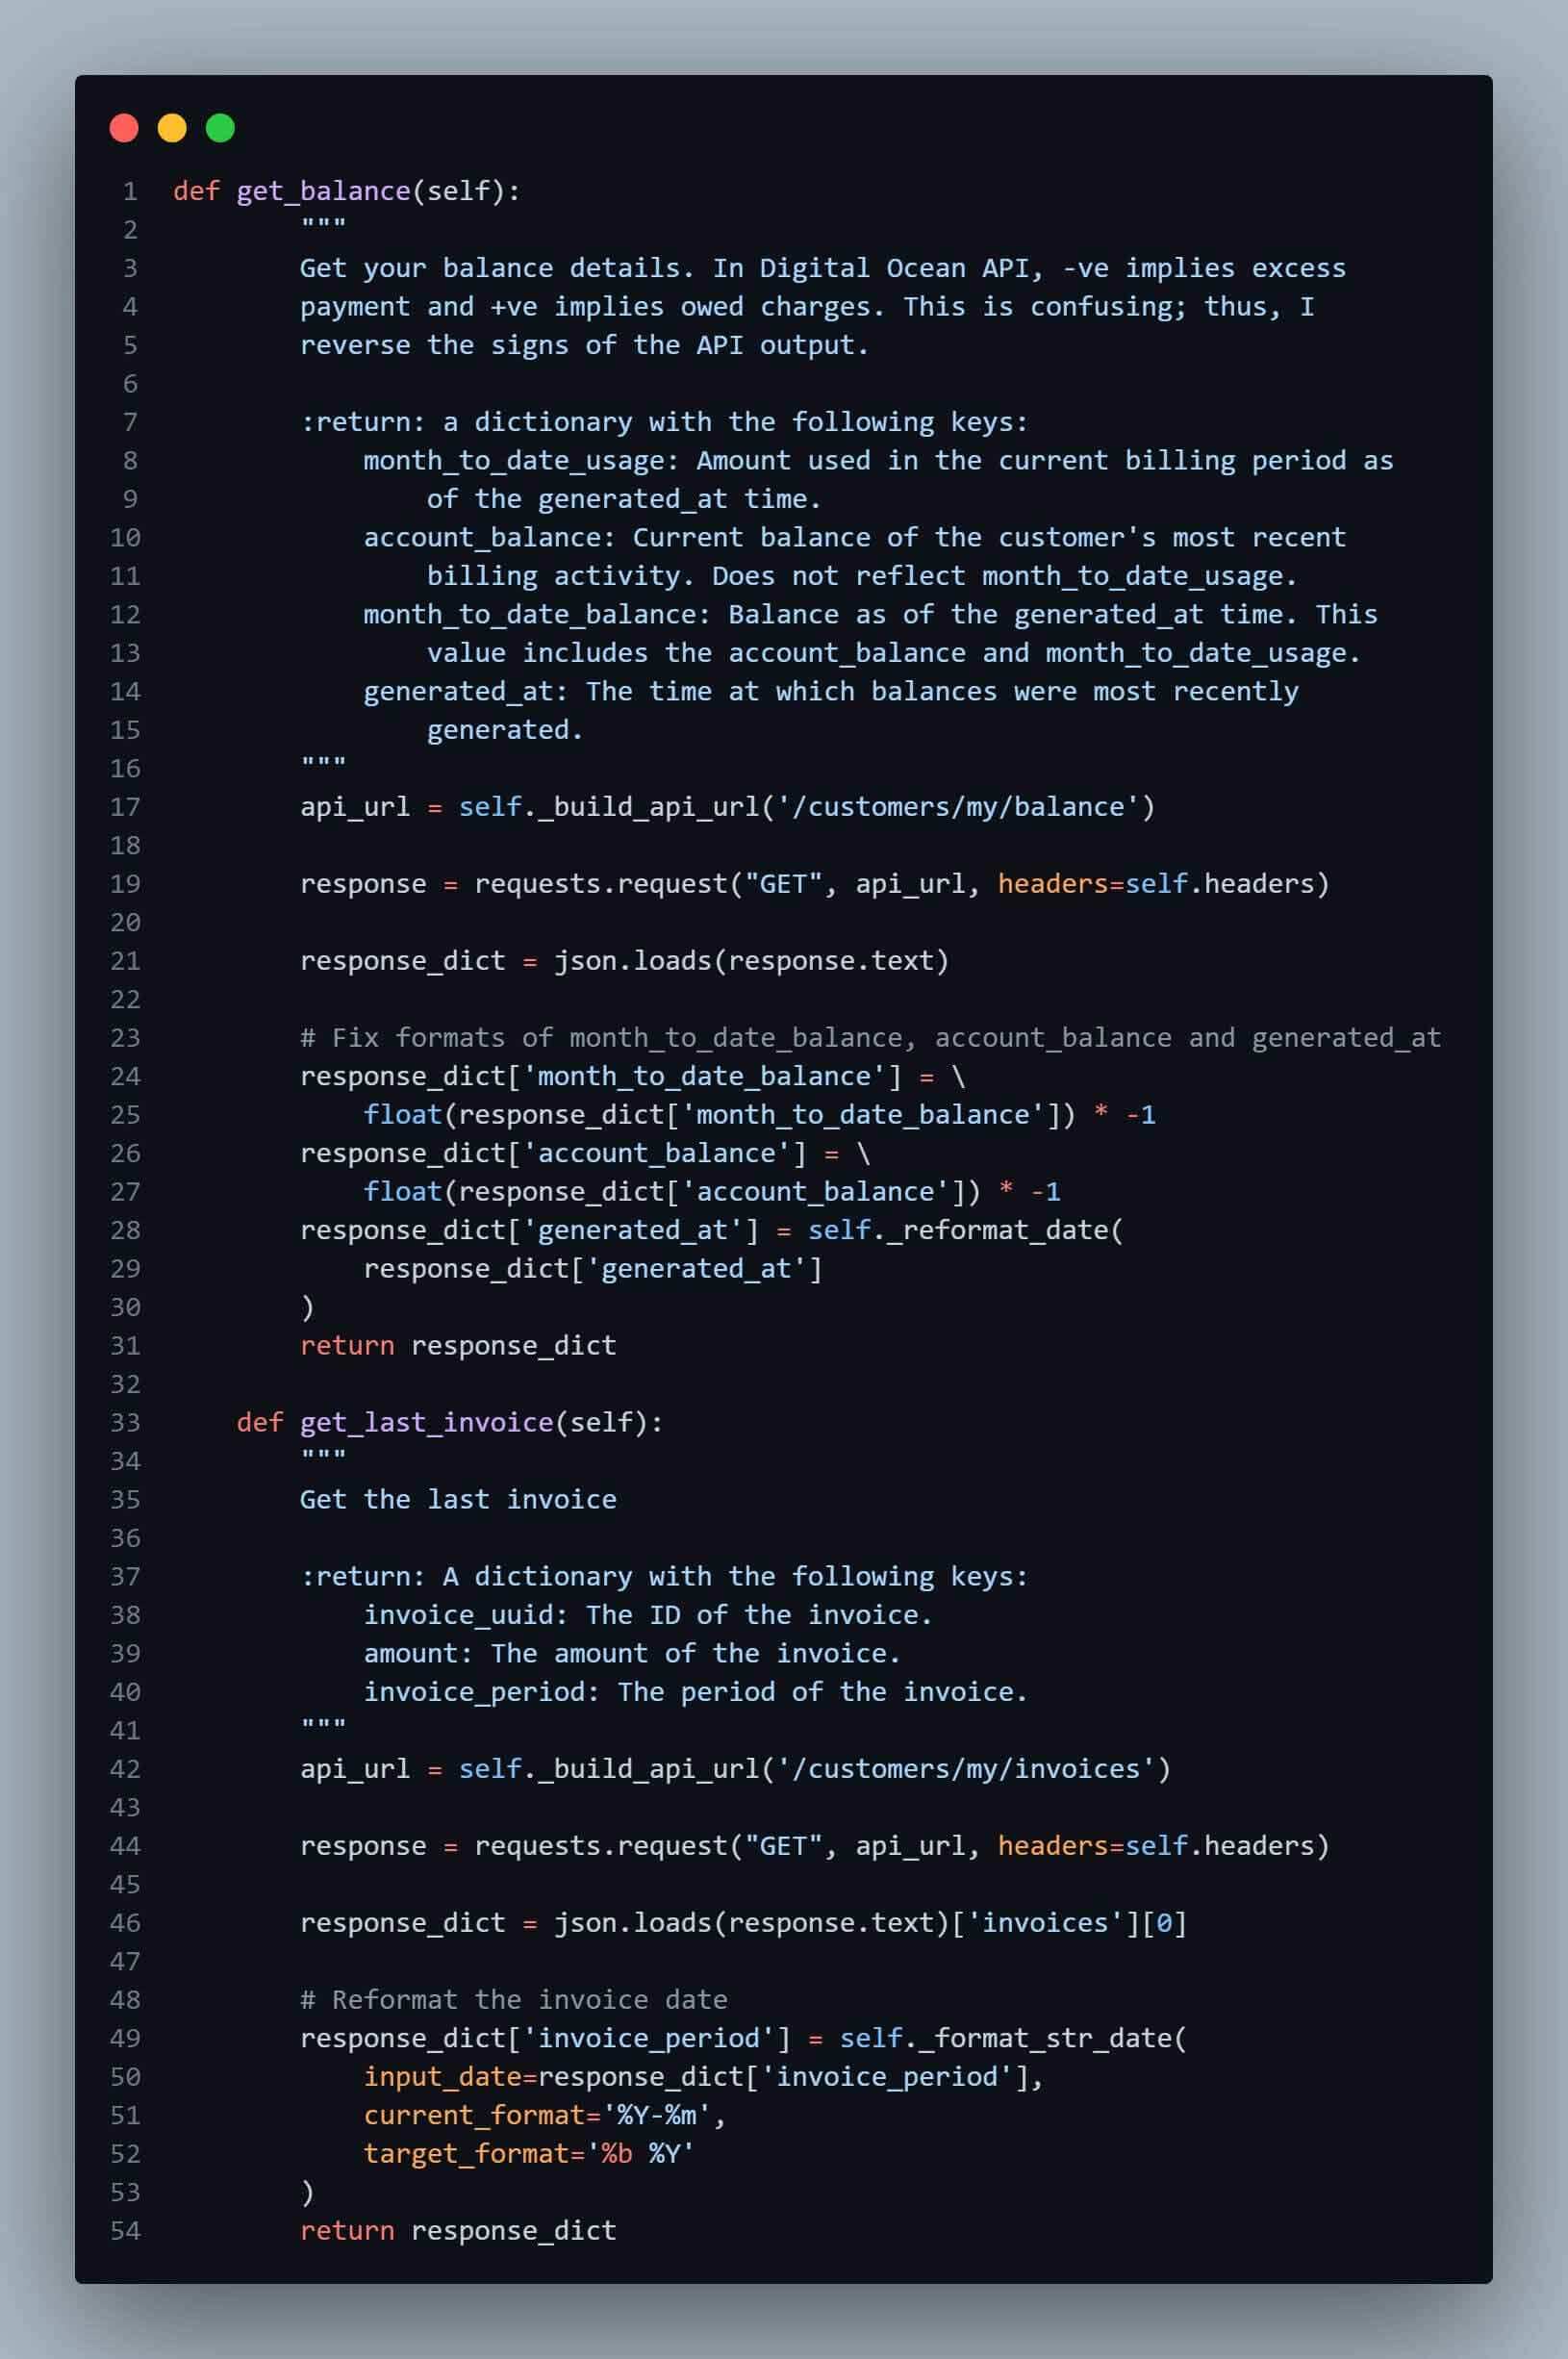 1 def get_balance(self):
2         """
3         Get your balance details. In Digital Ocean API, -ve implies excess
4         payment and +ve implies owed charges. This is confusing; thus, I
5         reverse the signs of the API output.
6
7         :return: a dictionary with the following keys:
8             month_to_date_usage: Amount used in the current billing period as
9                 of the generated_at time.
10             account_balance: Current balance of the customer's most recent
11                 billing activity. Does not reflect month_to_date_usage.
12             month_to_date_balance: Balance as of the generated_at time. This
13                 value includes the account_balance and month_to_date_usage.
14             generated_at: The time at which balances were most recently
15                 generated.
16         """
17         api_url = self._build_api_url('/customers/my/balance')
18
19         response = requests.request("GET", api_url, headers=self.headers)
20
21         response_dict = json.loads(response.text)
22
23         # Fix formats of month_to_date_balance, account_balance and generated_at
24         response_dict['month_to_date_balance'] = \
25             float(response_dict['month_to_date_balance']) * -1
26         response_dict['account_balance'] = \
27             float(response_dict['account_balance']) * -1
28         response_dict['generated_at'] = self._reformat_date(
29             response_dict['generated_at']
30         )
31         return response_dict
32
33     def get_last_invoice(self):
34         """
35         Get the last invoice
36
37         :return: A dictionary with the following keys:
38             invoice_uuid: The ID of the invoice.
39             amount: The amount of the invoice.
40             invoice_period: The period of the invoice.
41         """
42         api_url = self._build_api_url('/customers/my/invoices')
43
44         response = requests.request("GET", api_url, headers=self.headers)
45
46         response_dict = json.loads(response.text)['invoices'][0]
47
48         # Reformat the invoice date
49         response_dict['invoice_period'] = self._format_str_date(
50             input_date=response_dict['invoice_period'],
51             current_format='%Y-%m',
52             target_format='%b %Y'
53         )
54         return response_dict